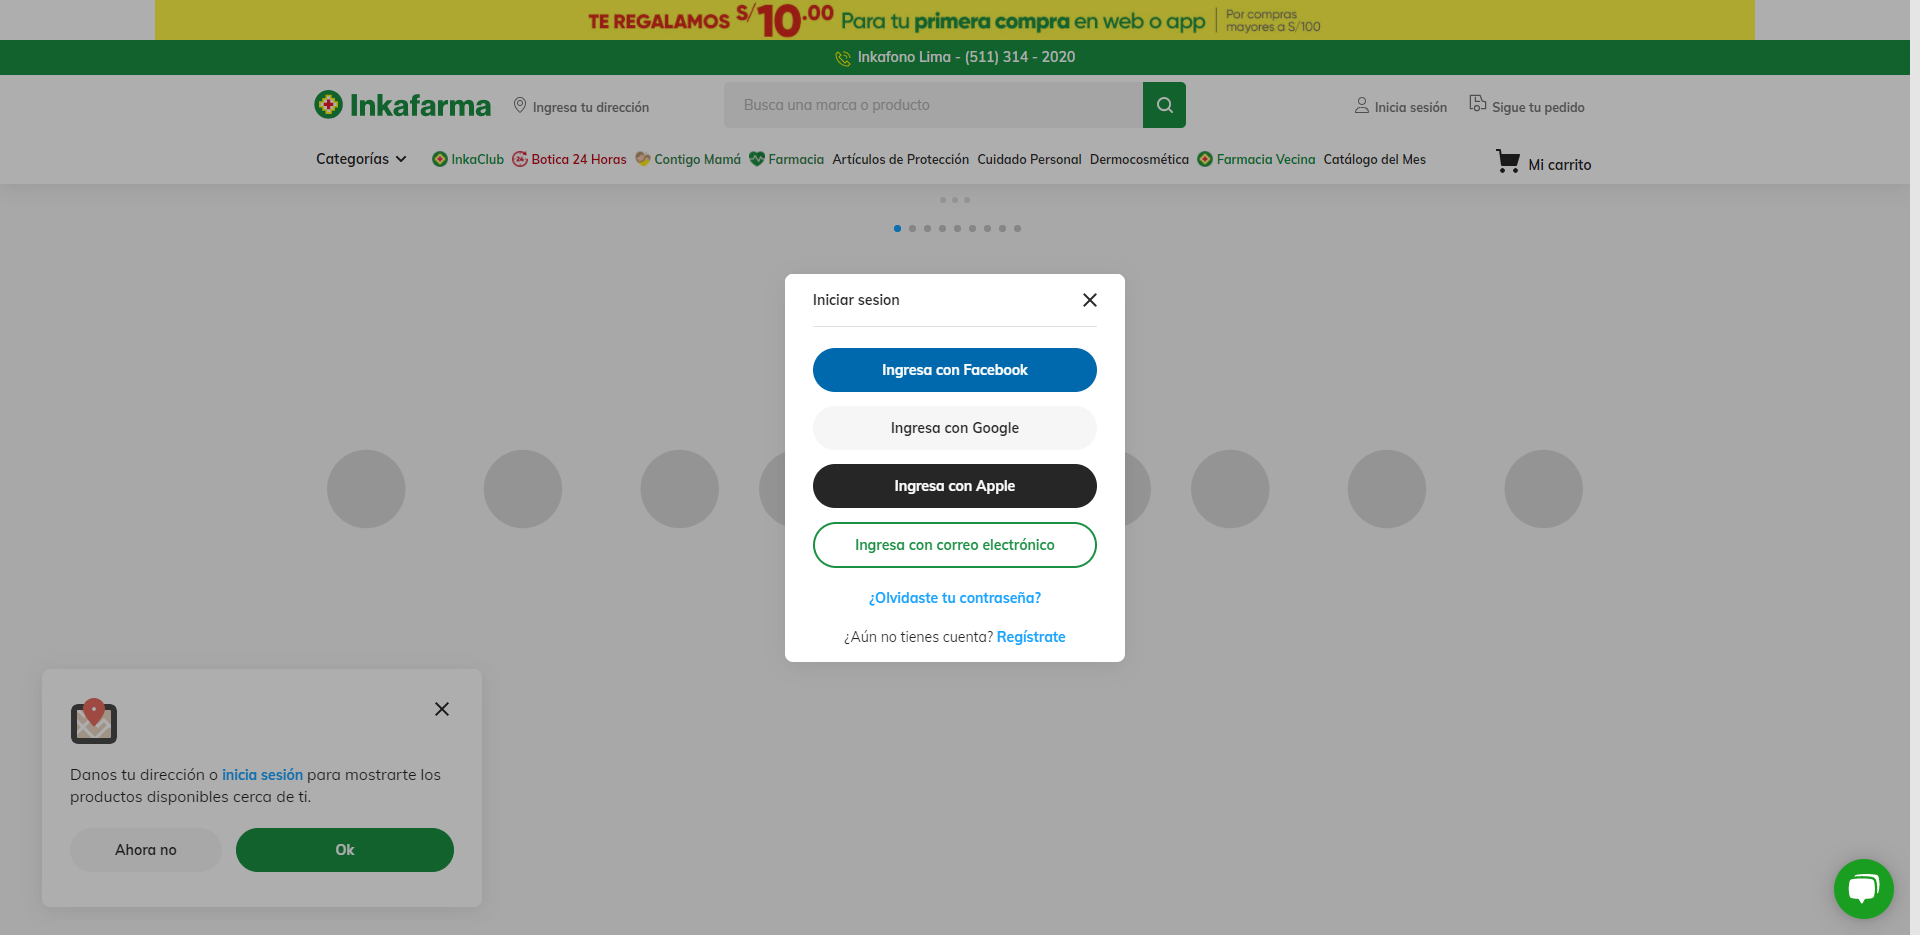 TE REGALAMOS S/10.00 Para tu primera compra en web o app
Por compras
mayores a S/100
Inkafono Lima - (511) 314 - 2020
Inkafarma
Ingresa tu dirección
Busca una marca o producto
Inicia sesión
Sigue tu pedido
Categorías
InkaClub
24
Botica 24 Horas
Contigo Mamá
Farmacia
Artículos de Protección
Cuidado Personal
Dermocosmética
Farmacia Vecina
Catálogo del Mes
Mi carrito
Iniciar sesion
Ingresa con Facebook
Ingresa con Google
Ingresa con Apple
Ingresa con correo electrónico
¿Olvidaste tu contraseña?
¿Aún no tienes cuenta? Regístrate
Danos tu dirección o inicia sesión para mostrarte los
productos disponibles cerca de ti.
Ahora no
Ok